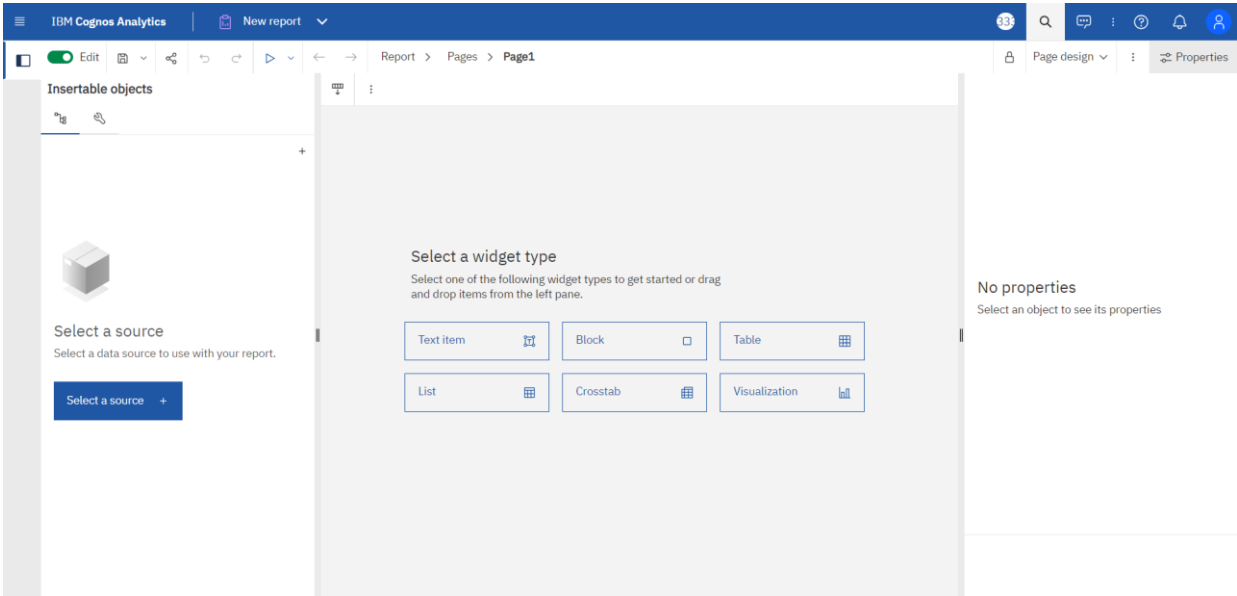 IBM Cognos Analytics
New report
Edit
Report > Pages > Page1
Page design
Properties
Insertable objects
Select a source
Select a data source to use with your report.
Select a source +
Select a widget type
Select one of the following widget types to get started or drag
and drop items from the left pane.
Text item
Block
Table
List
Crosstab
Visualization
No properties
Select an object to see its properties